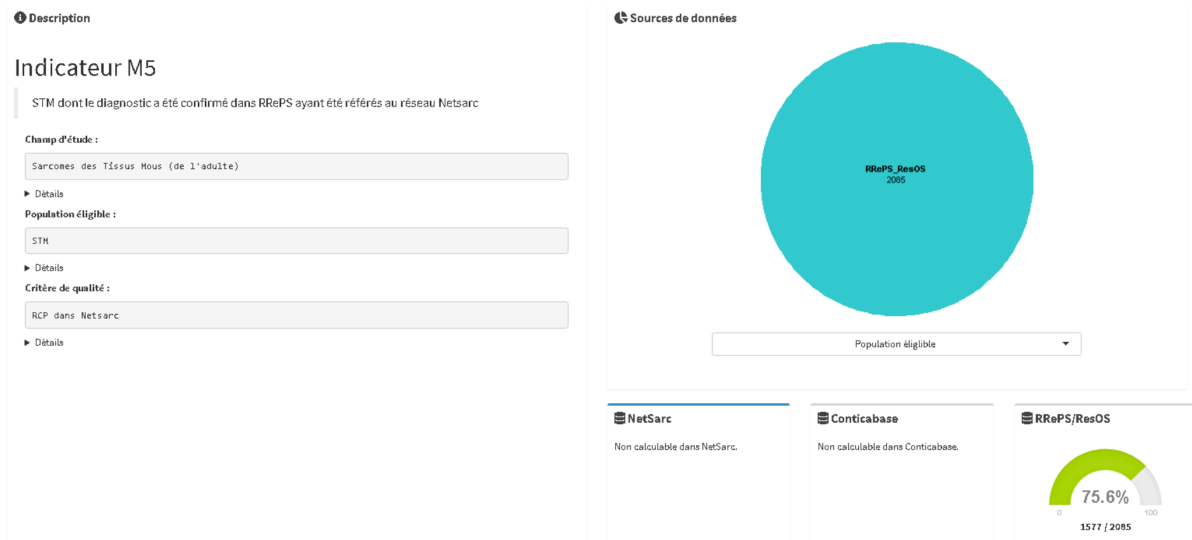 Description
Indicateur M5
STM dont le diagnostic a été confirmé dans RRePS ayant été référés au réseau Netsarc
Champ d'étude :
Sarcomes des Tissus Mous (de l'adulte)
Détails
Population éligible :
STM
Détails
Critère de qualité :
RCP dans Netsarc
Détails
Sources de données
RRePS_ResOS
2085
Population éliglible
NetSarc
Non calculable dans NetSarc.
Conticabase
Non calculable dans Conticabase.
RRePS/ResOS
75.6%
0 100
1577 / 2085